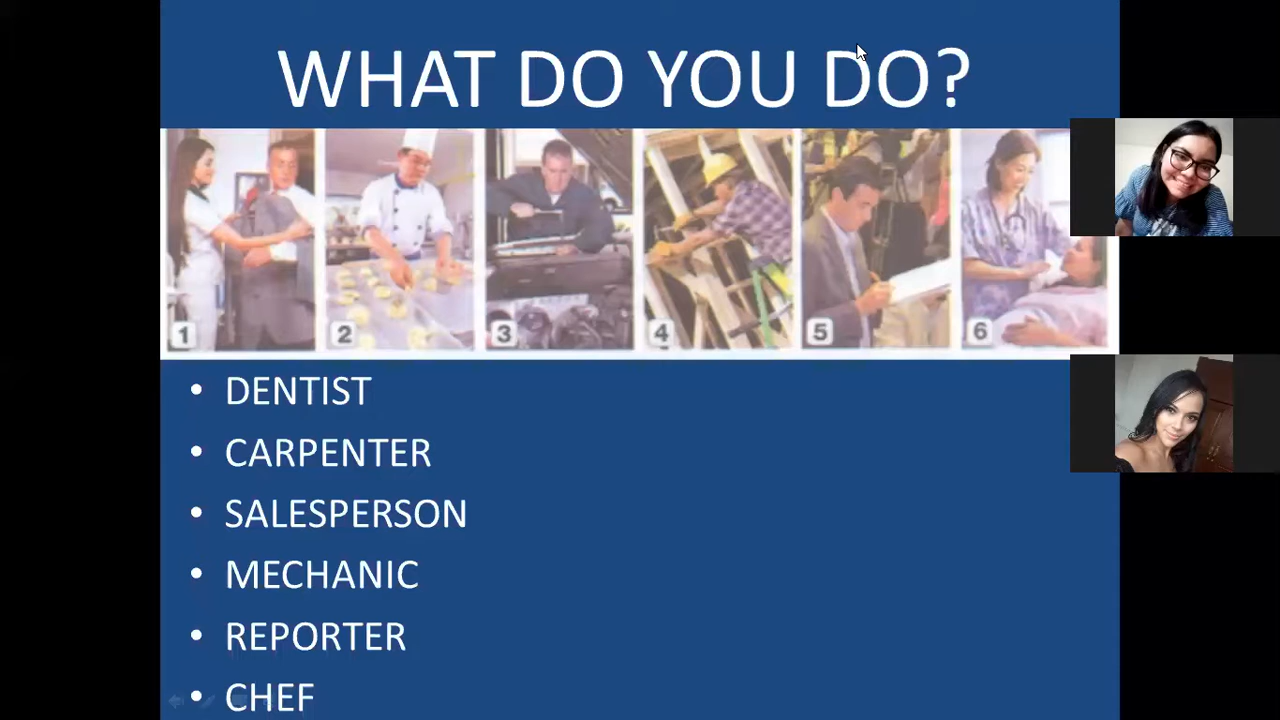 WHAT DO YOU DO?
1 2 3 4 5 6
• DENTIST
• CARPENTER
• SALESPERSON
• MECHANIC
• REPORTER
• CHEF